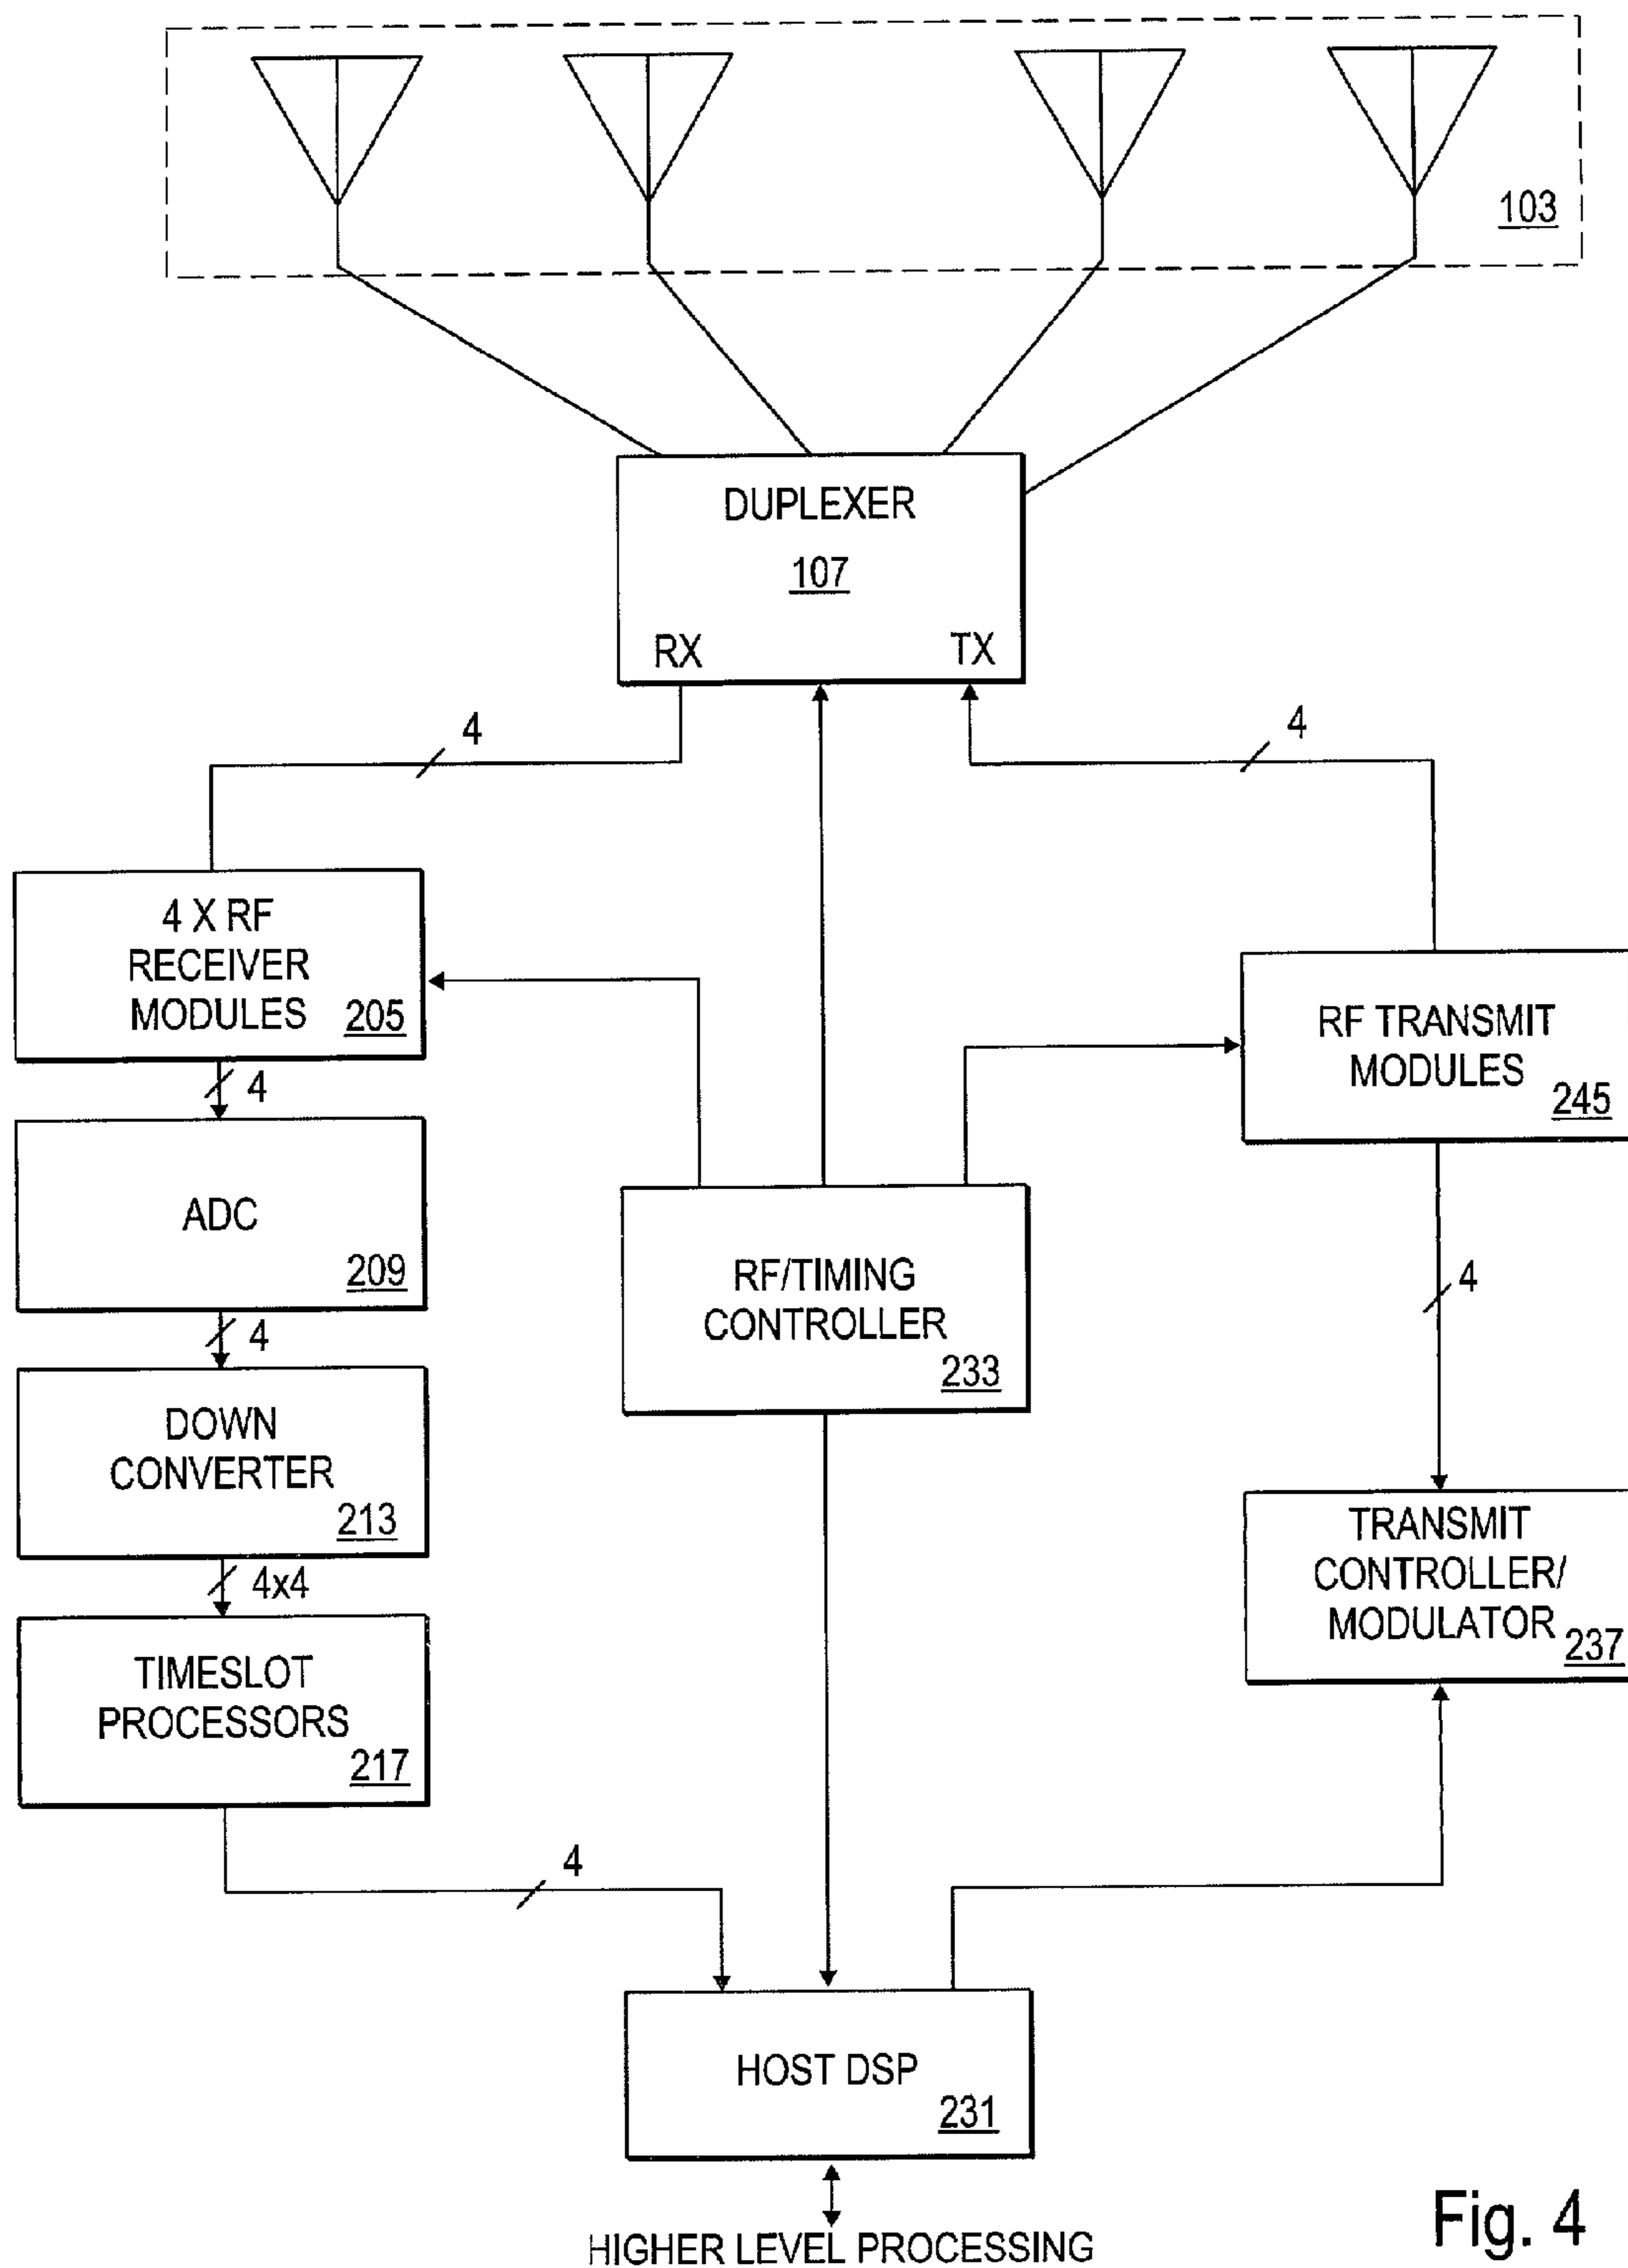 103
DUPLEXER
107
RX
TX
4
4
4 X RF
RECEIVER
MODULES
205
RF TRANSMIT
MODULES
245
4
ADC
209
RF/TIMING
CONTROLLER
233
4
4
DOWN
CONVERTER
213
TRANSMIT
CONTROLLER/
MODULATOR
237
4x4
TIMESLOT
PROCESSORS
217
4
HOST DSP
231
HIGHER LEVEL PROCESSING
Fig. 4